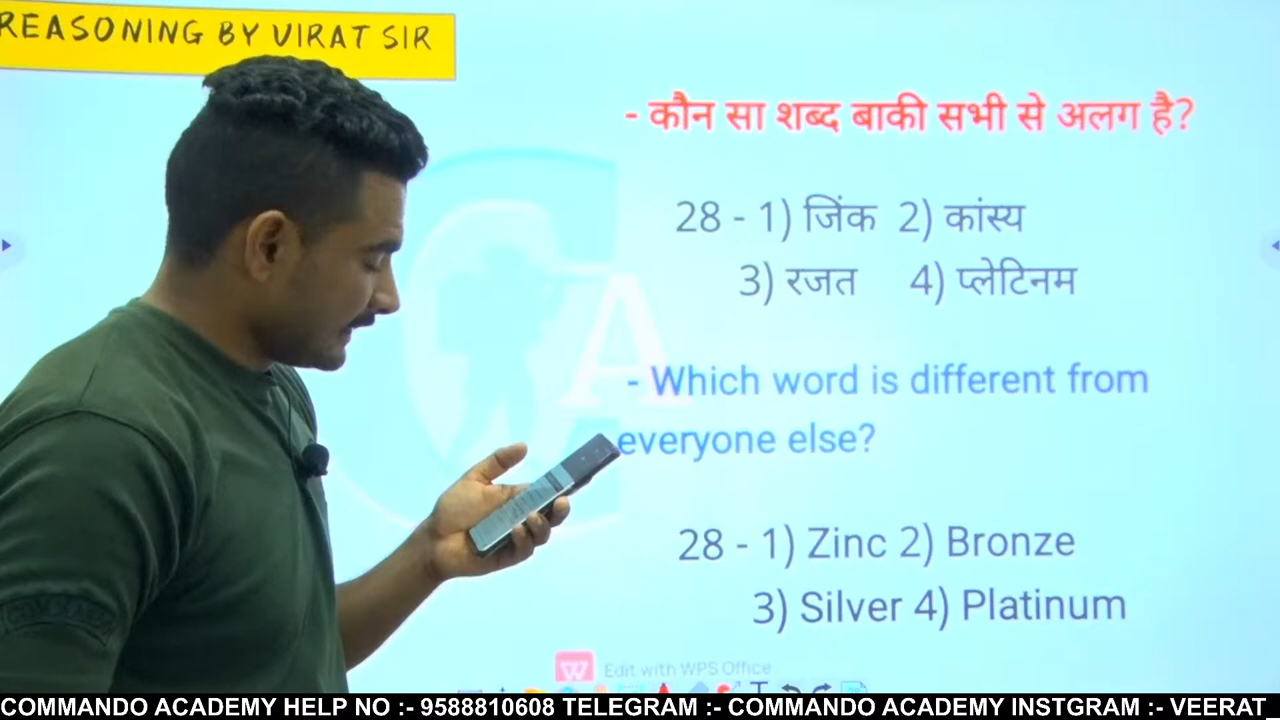 REASONING BY VIRAT SIR
- कौन सा शब्द बाकी सभी से अलग है?
28 - 1) जिंक 2) कांस्य
3) रजत 4) प्लेटिनम
A
- Which word is different from
everyone else?
28 - 1) Zinc 2) Bronze
3) Silver 4) Platinum
W Edit with WPS Office
COMMANDO ACADEMY HELP NO :- 9588810608 TELEGRAM :- COMMANDO ACADEMY INSTGRAM :- VEERAT